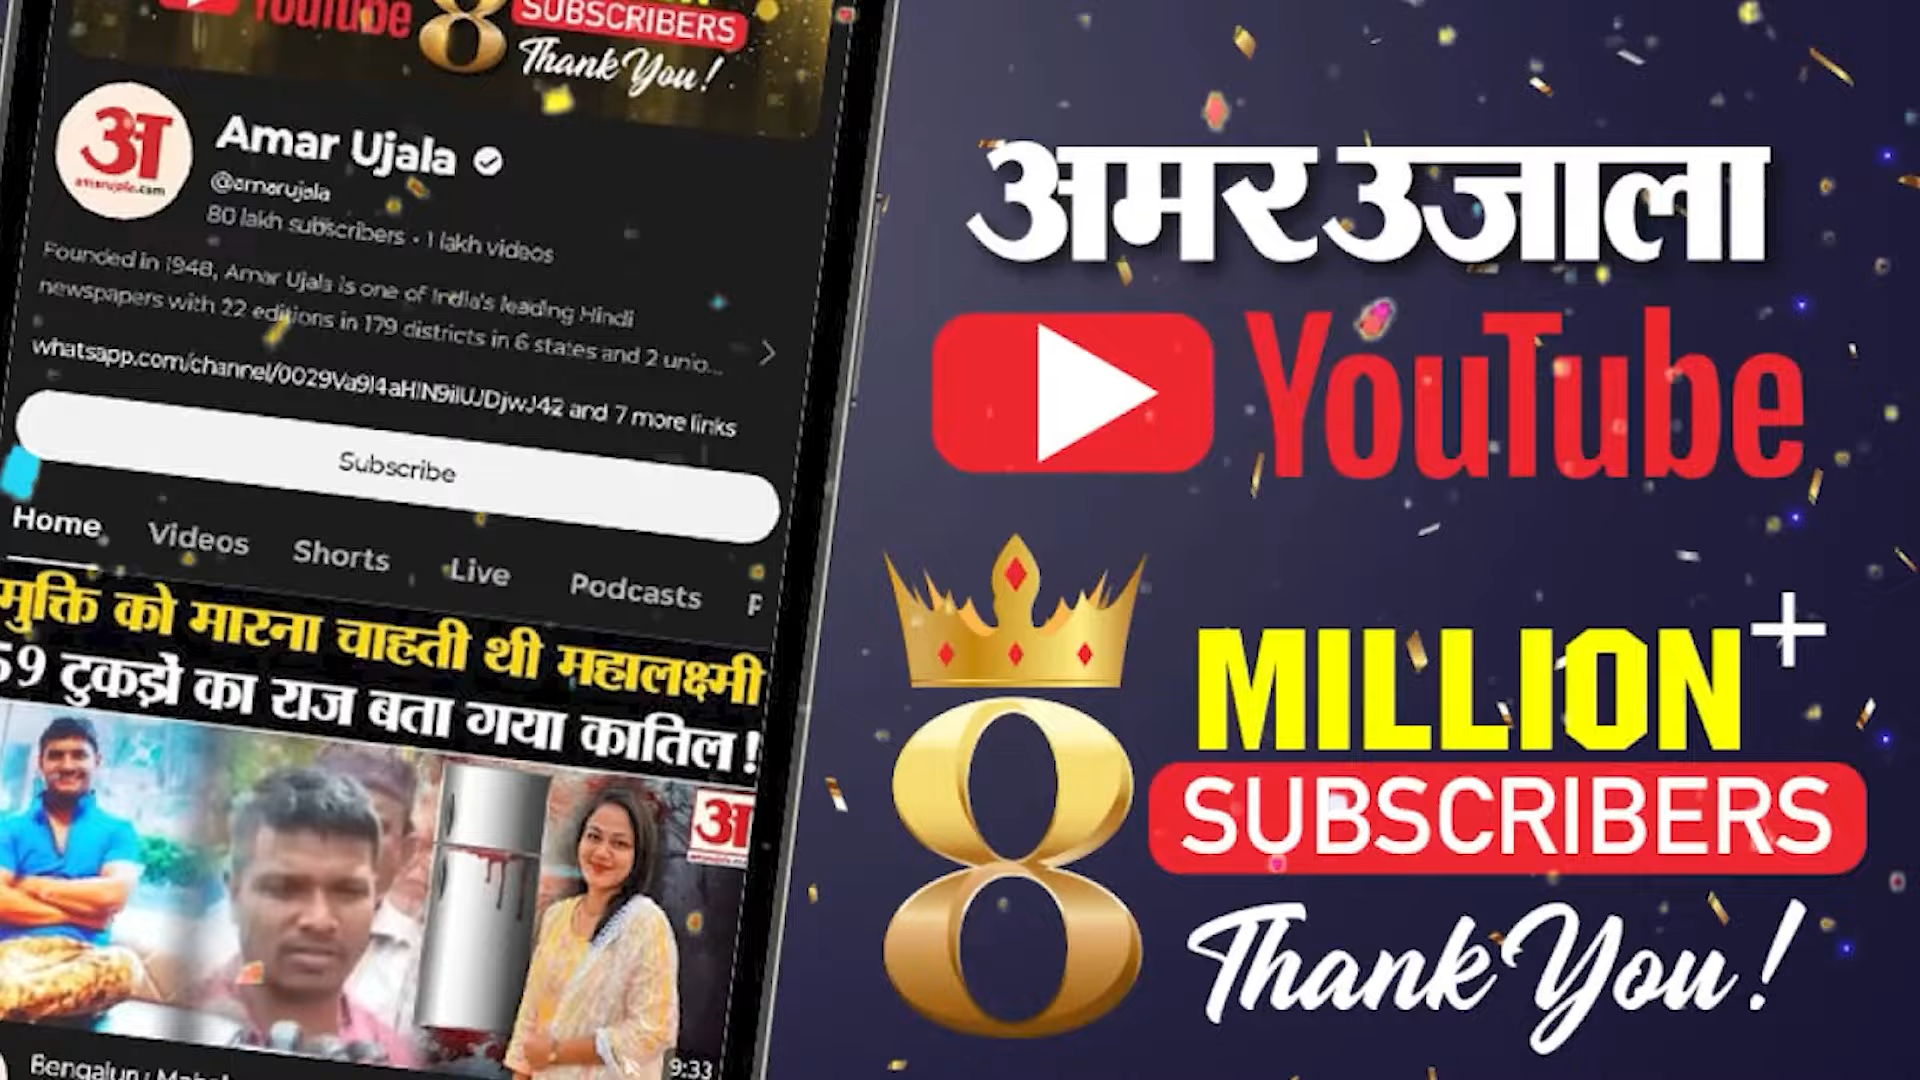 YouTube
8
SUBSCRIBERS
Thank You!
अ
amarujala.com
Amar Ujala
@amarujala
80 lakh subscribers • 1 lakh videos
Founded in 1948, Amar Ujala is one of India's leading Hindi
newspapers with 22 editions in 179 districts in 6 states and 2 unio...
and 7 more links
Subscribe
Home Videos Shorts Live Podcasts P
मुक्ति को मारना चाहती थी महालक्ष्मी
59 टुकड़ों का राज बता गया कातिल!
अ
9:33
Bengaluru
अमर उजाला
YouTube
8 MILLION+
SUBSCRIBERS
Thank You!